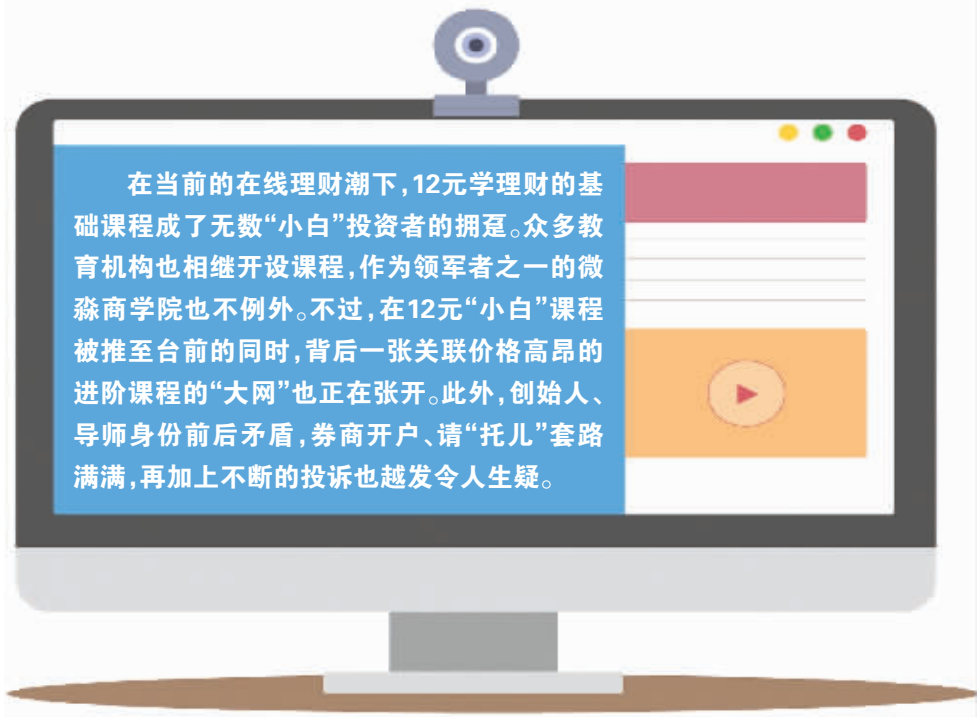 在当前的在线理财潮下，12元学理财的基
础课程成了无数“小白”投资者的拥趸。众多教
育机构也相继开设课程，作为领军者之一的微
淼商学院也不例外。不过，在12元“小白”课程
被推至台前的同时，背后一张关联价格高昂的
进阶课程的“大网”也正在张开。此外，创始人、
导师身份前后矛盾，券商开户、请“托儿”套路
满满，再加上不断的投诉也越发令人生疑。